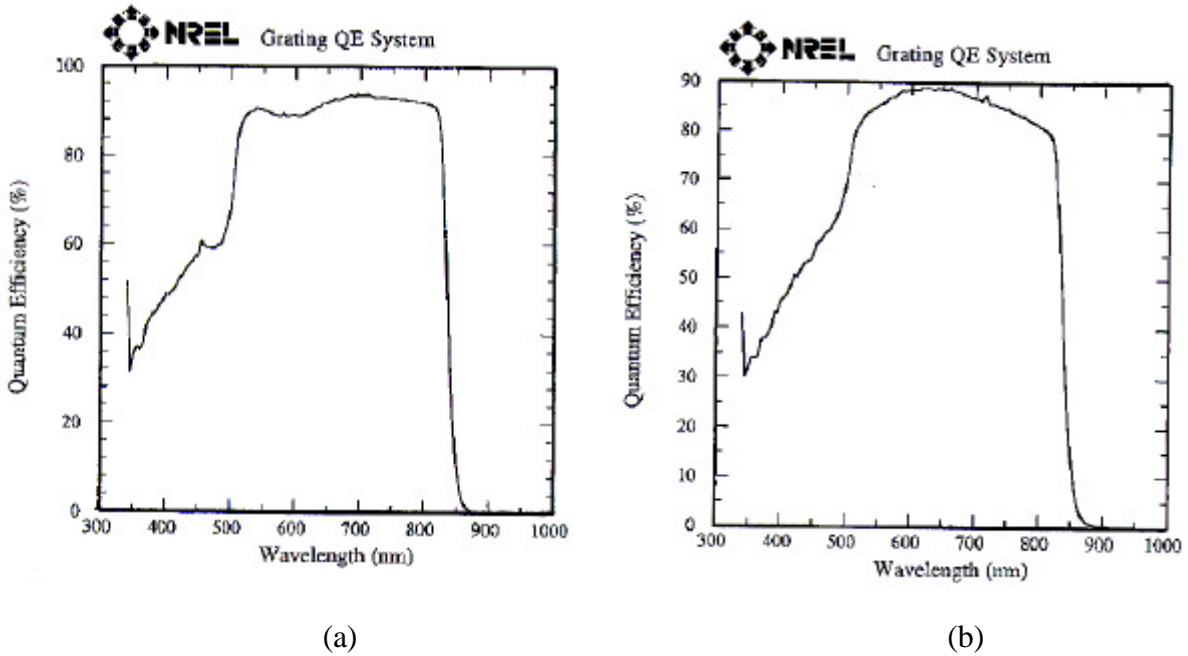 NREL Grating QE System
100
80
60
40
20
0
Quantum Efficiency (%)
300 400 500 600 700 800 900 1000
Wavelength (nm)
(a)
NREL Grating QE System
90
80
70
60
50
40
30
20
10
0
Quantum Efficiency (%)
300 400 500 600 700 800 900 1000
Wavelength (nm)
(b)